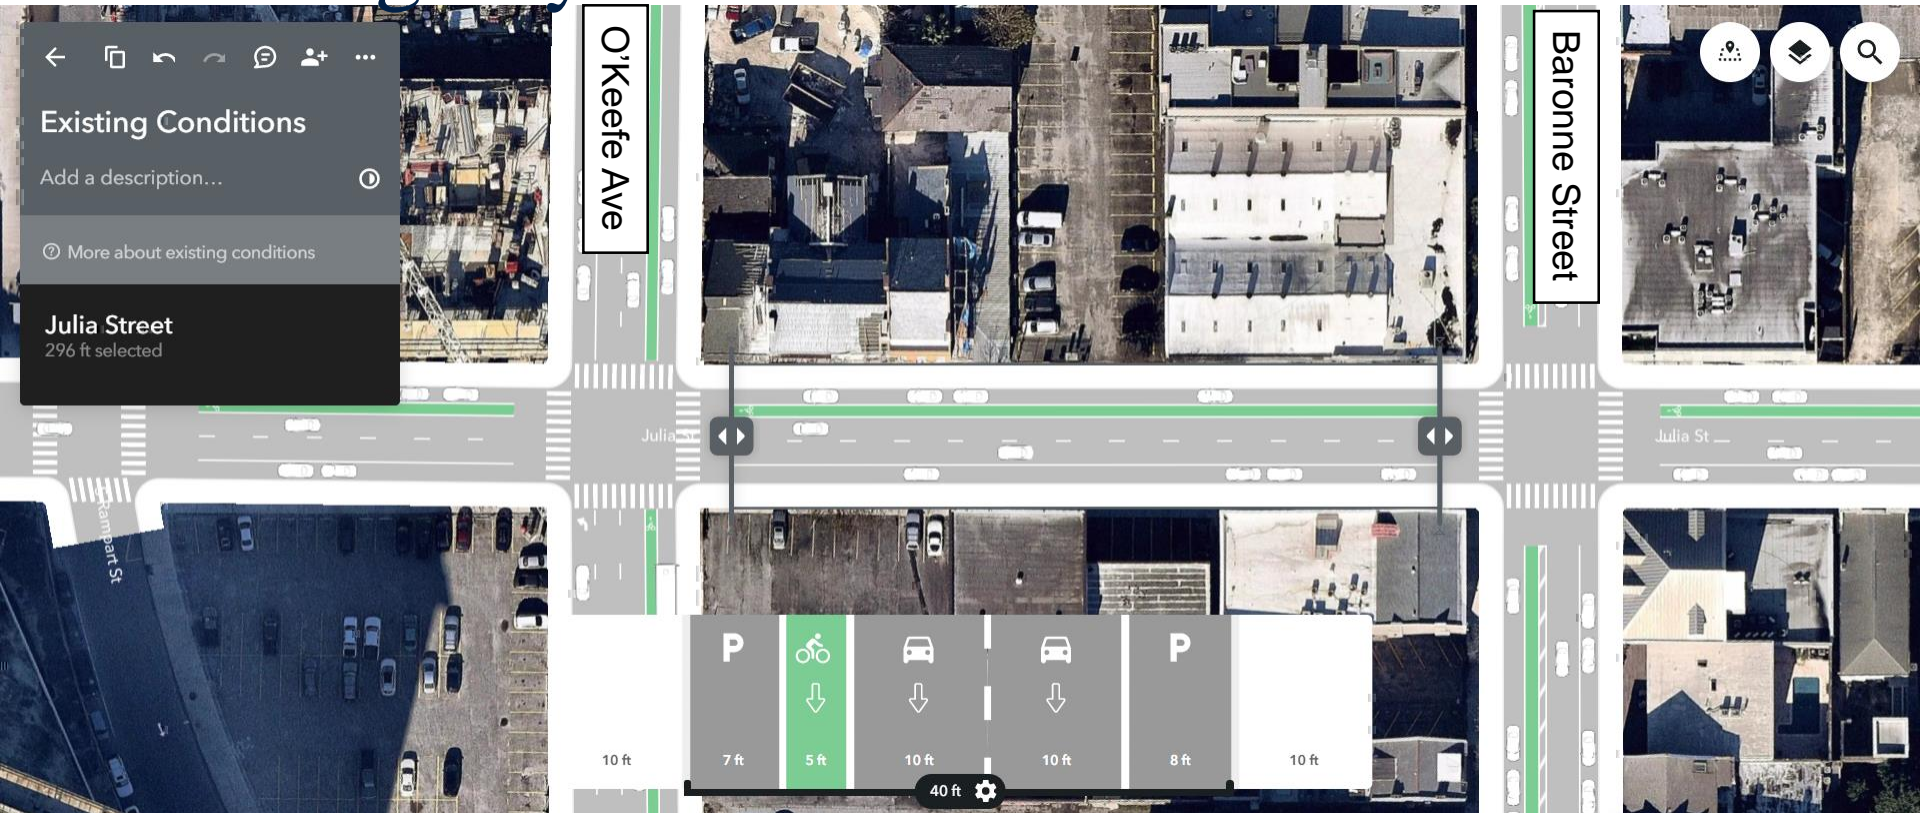 Existing Conditions
Add a description...
More about existing conditions
Julia Street
296 ft selected
O'Keefe Ave
Baronne Street
Julia St
Julia St
S Rampart St
P
P
10 ft
7 ft
5 ft
10 ft
10 ft
8 ft
10 ft
40 ft